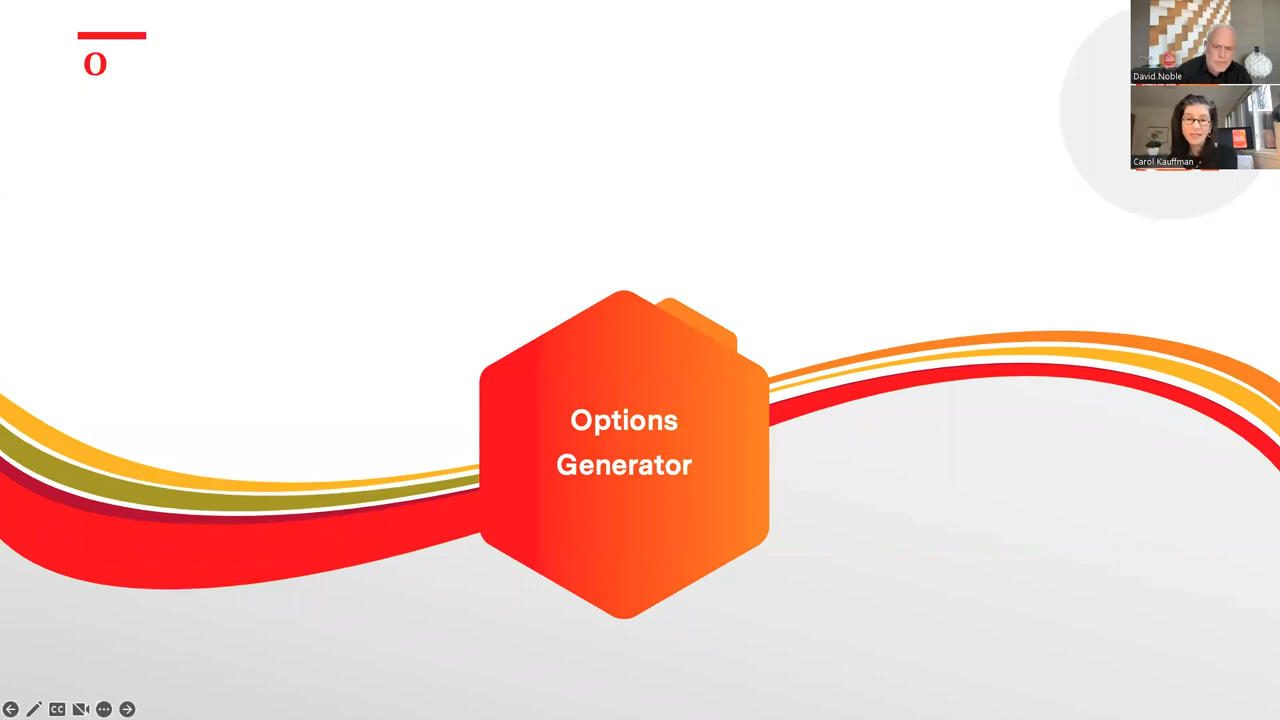 O
David Noble
Carol Kauffman
Options
Generator
CC